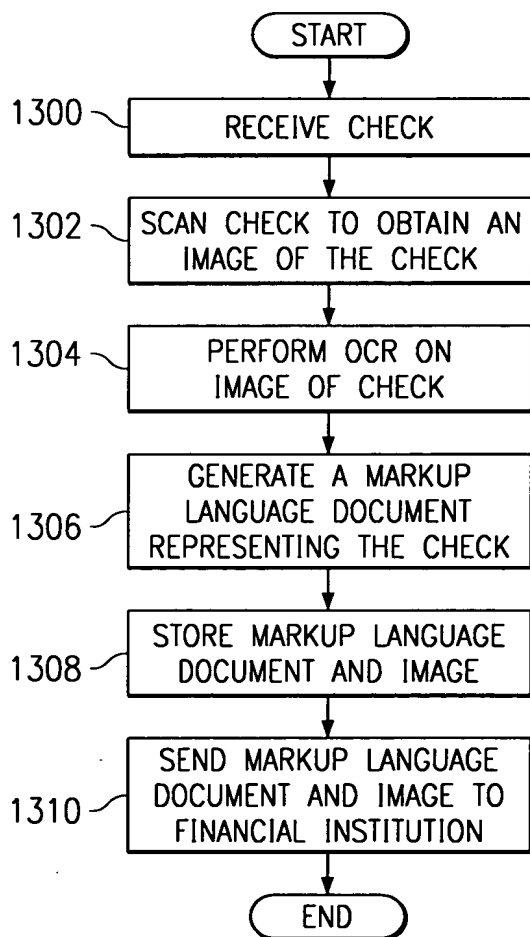 START
1300
RECEIVE CHECK
1302
SCAN CHECK TO OBTAIN AN
IMAGE OF THE CHECK
1304
PERFORM OCR ON
IMAGE OF CHECK
1306
GENERATE A MARKUP
LANGUAGE DOCUMENT
REPRESENTING THE CHECK
1308
STORE MARKUP LANGUAGE
DOCUMENT AND IMAGE
1310
SEND MARKUP LANGUAGE
DOCUMENT AND IMAGE TO
FINANCIAL INSTITUTION
END